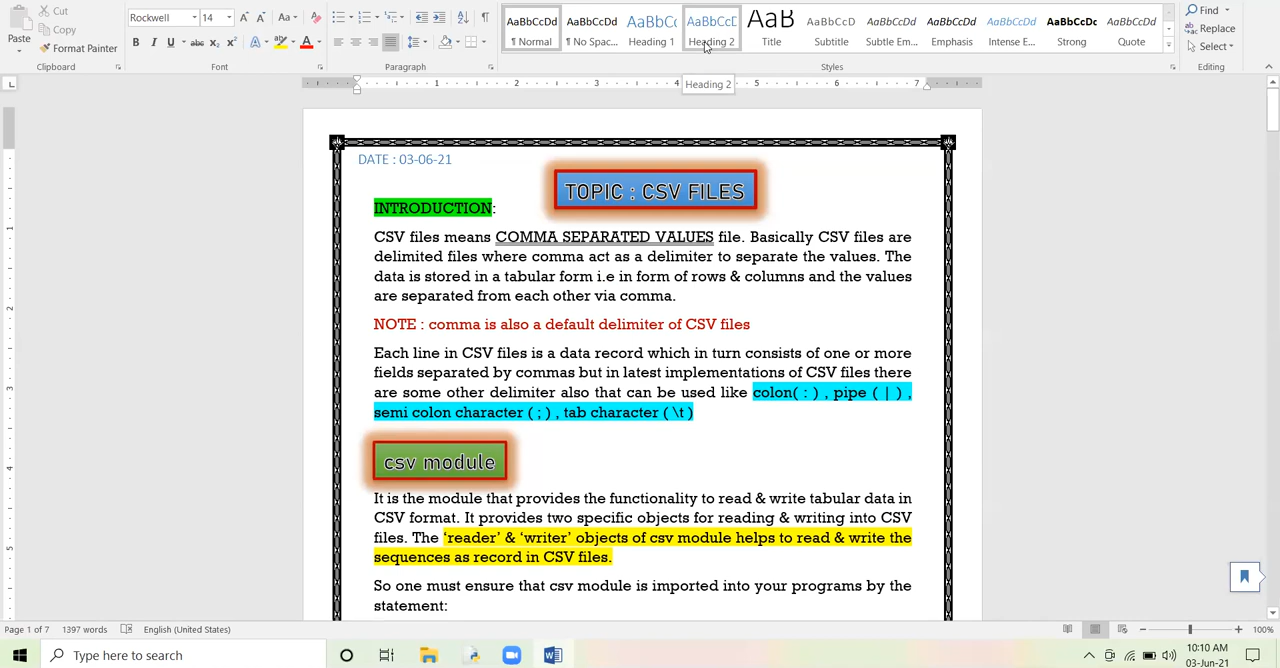 Cut
Copy
Paste
Format Painter
Clipboard
Rockwell
14
Aa
B I U abc x₂ x² A A
Font
Paragraph
AaBbCcDd AaBbCcDd AaBbCc AaBbCcE AaB AaBbCcD AaBbCcDd AaBbCcDd AaBbCcDd AaBbCcDc AaBbCcDd
¶ Normal ¶ No Spac... Heading 1 Heading 2 Title Subtitle Subtle Em... Emphasis Intense E... Strong Quote
Styles
Find
Replace
Select
Editing
Heading 2
1 2 3 4 5 6 7
DATE : 03-06-21
TOPIC : CSV FILES
INTRODUCTION:
CSV files means COMMA SEPARATED VALUES file. Basically CSV files are
delimited files where comma act as a delimiter to separate the values. The
data is stored in a tabular form i.e in form of rows & columns and the values
are separated from each other via comma.
NOTE : comma is also a default delimiter of CSV files
Each line in CSV files is a data record which in turn consists of one or more
fields separated by commas but in latest implementations of CSV files there
are some other delimiter also that can be used like colon( : ) , pipe ( | ) ,
semi colon character ( ; ) , tab character ( \t )
csv module
It is the module that provides the functionality to read & write tabular data in
CSV format. It provides two specific objects for reading & writing into CSV
files. The ‘reader’ & ‘writer’ objects of csv module helps to read & write the
sequences as record in CSV files.
So one must ensure that csv module is imported into your programs by the
statement:
Page 1 of 7 1397 words English (United States) 100%
Type here to search
10:10 AM
03-Jun-21